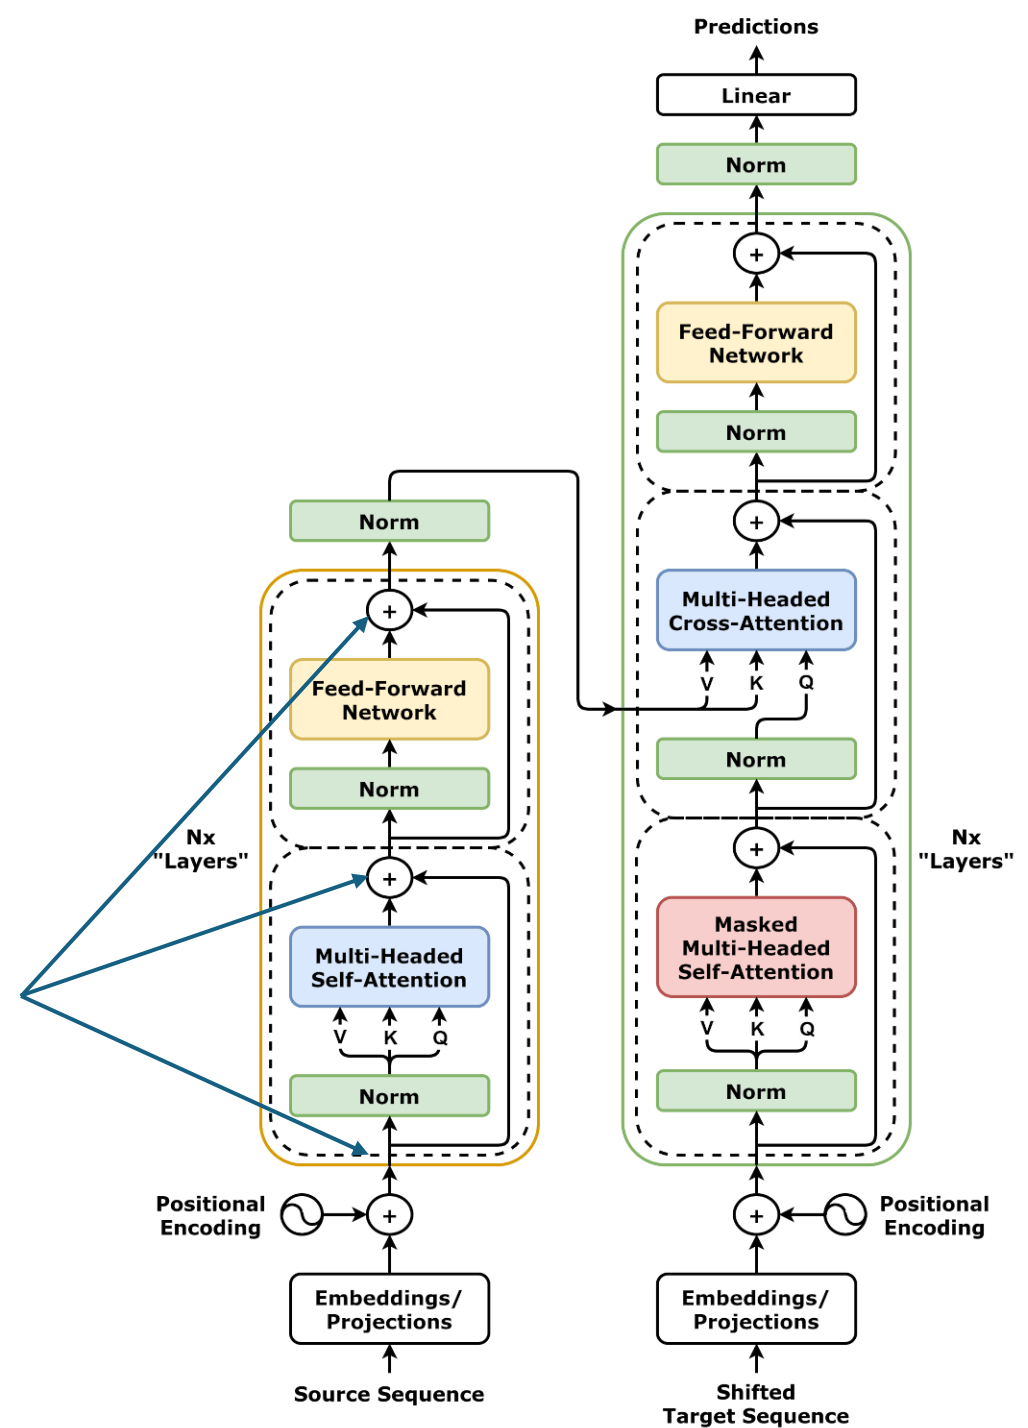 Predictions
Linear
Norm
+
Feed-Forward
Network
Norm
+
Multi-Headed
Cross-Attention
V K Q
Norm
+
Masked
Multi-Headed
Self-Attention
V K Q
Norm
Nx
"Layers"
+
Positional
Encoding
Embeddings/
Projections
Shifted
Target Sequence
Norm
+
Feed-Forward
Network
Norm
Nx
"Layers"
+
Multi-Headed
Self-Attention
V K Q
Norm
Positional
Encoding
+
Embeddings/
Projections
Source Sequence